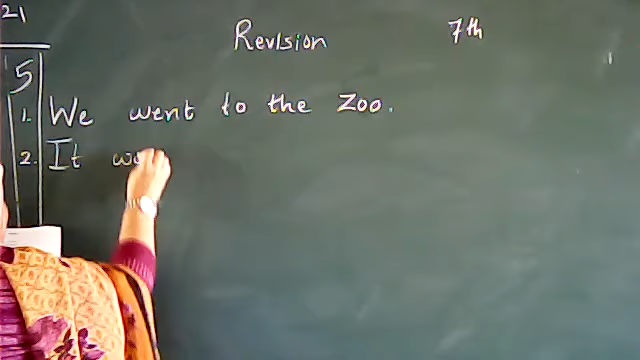 21
Revision 7th
5
1. We went to the Zoo.
2. It